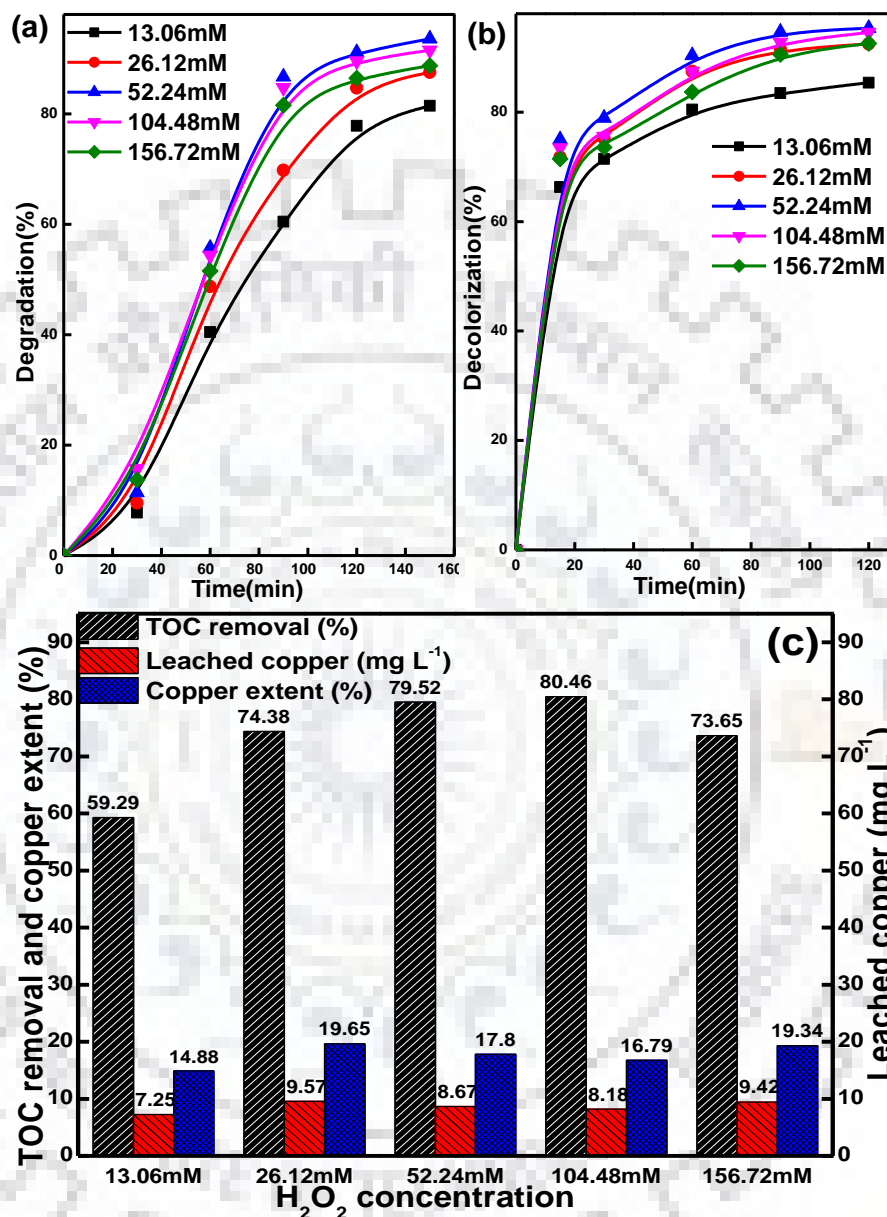 (a)
13.06mM
26.12mM
52.24mM
104.48mM
156.72mM
Degradation(%)
80
60
40
20
0
0 20 40 60 80 100 120 140 160
Time(min)
(b)
13.06mM
26.12mM
52.24mM
104.48mM
156.72mM
Decolorization(%)
80
60
40
20
0
0 20 40 60 80 100 120
Time(min)
(c)
TOC removal (%)
Leached copper (mg L⁻¹)
Copper extent (%)
TOC removal and copper extent (%)
90
80
70
60
50
40
30
20
10
0
59.29 7.25 14.88
74.38 9.57 19.65
79.52 8.67 17.8
80.46 8.18 16.79
73.65 9.42 19.34
90
80
70
60
50
40
30
20
10
0
Leached copper (mg L⁻¹)
13.06mM 26.12mM 52.24mM 104.48mM 156.72mM
H₂O₂ concentration